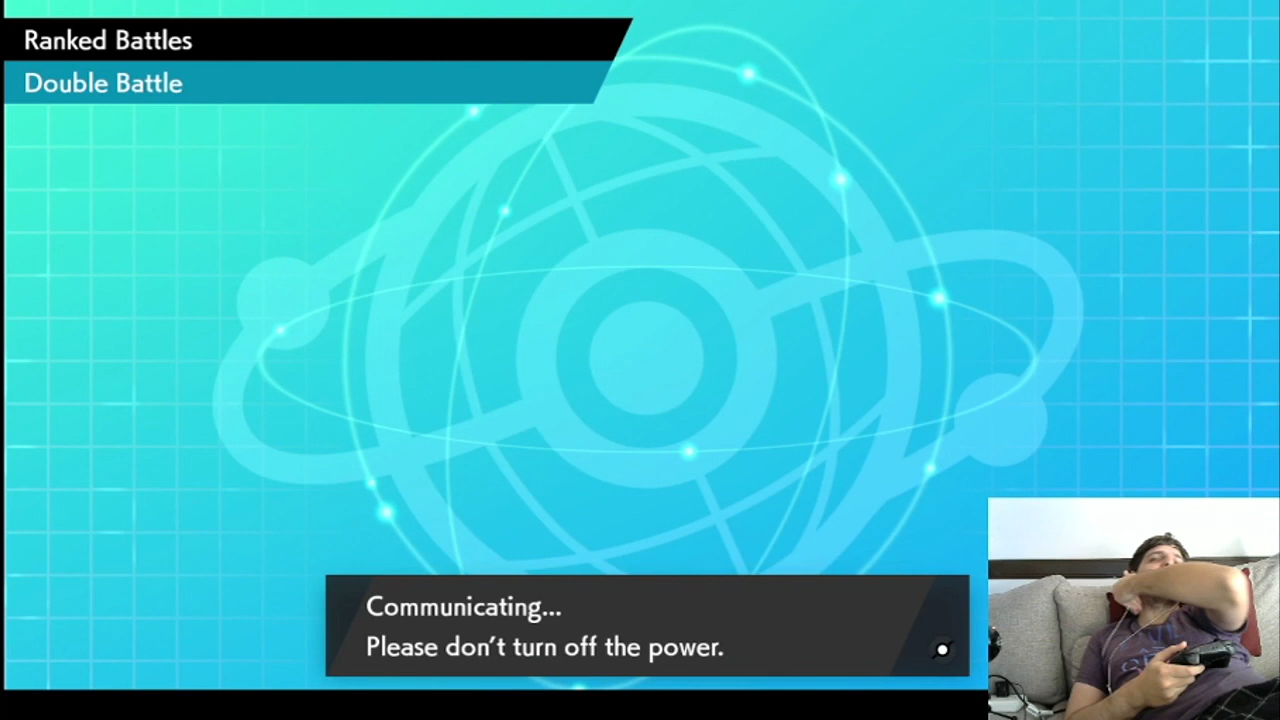 Ranked Battles
Double Battle
Communicating...
Please don't turn off the power.